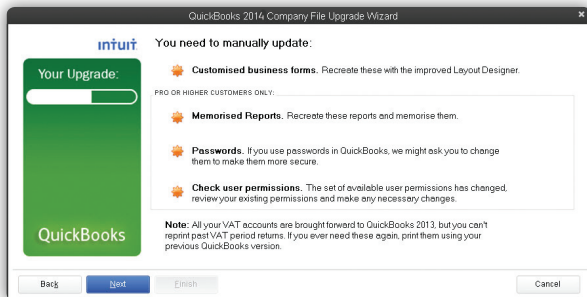 QuickBooks 2014 Company File Upgrade Wizard
ıntuıt
You need to manually update:
Your Upgrade:
Customised business forms. Recreate these with the improved Layout Designer.
PRO OR HIGHER CUSTOMERS ONLY:
Memorised Reports. Recreate these reports and memorise them.
Passwords. If you use passwords in QuickBooks, we might ask you to change
them to make them more secure.
Check user permissions. The set of available user permissions has changed,
review your existing permissions and make any necessary changes.
Note: All your VAT accounts are brought forward to QuickBooks 2013, but you can't
reprint past VAT period returns. If you ever need these again, print them using your
previous QuickBooks version.
QuickBooks
Back Next Finish Cancel